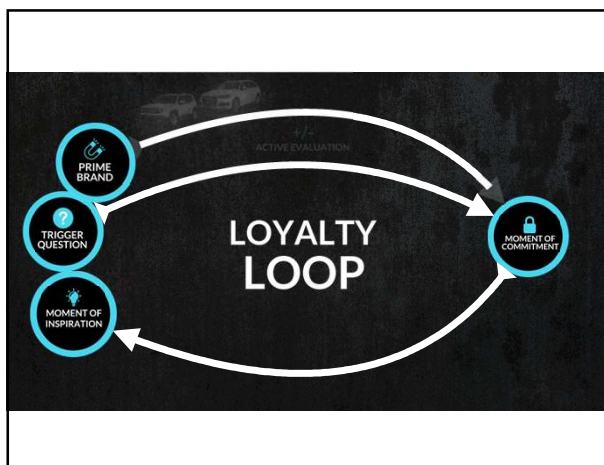 +/-
ACTIVE EVALUATION
PRIME
BRAND
TRIGGER
QUESTION
?
LOYALTY
LOOP
MOMENT OF
COMMITMENT
MOMENT OF
INSPIRATION